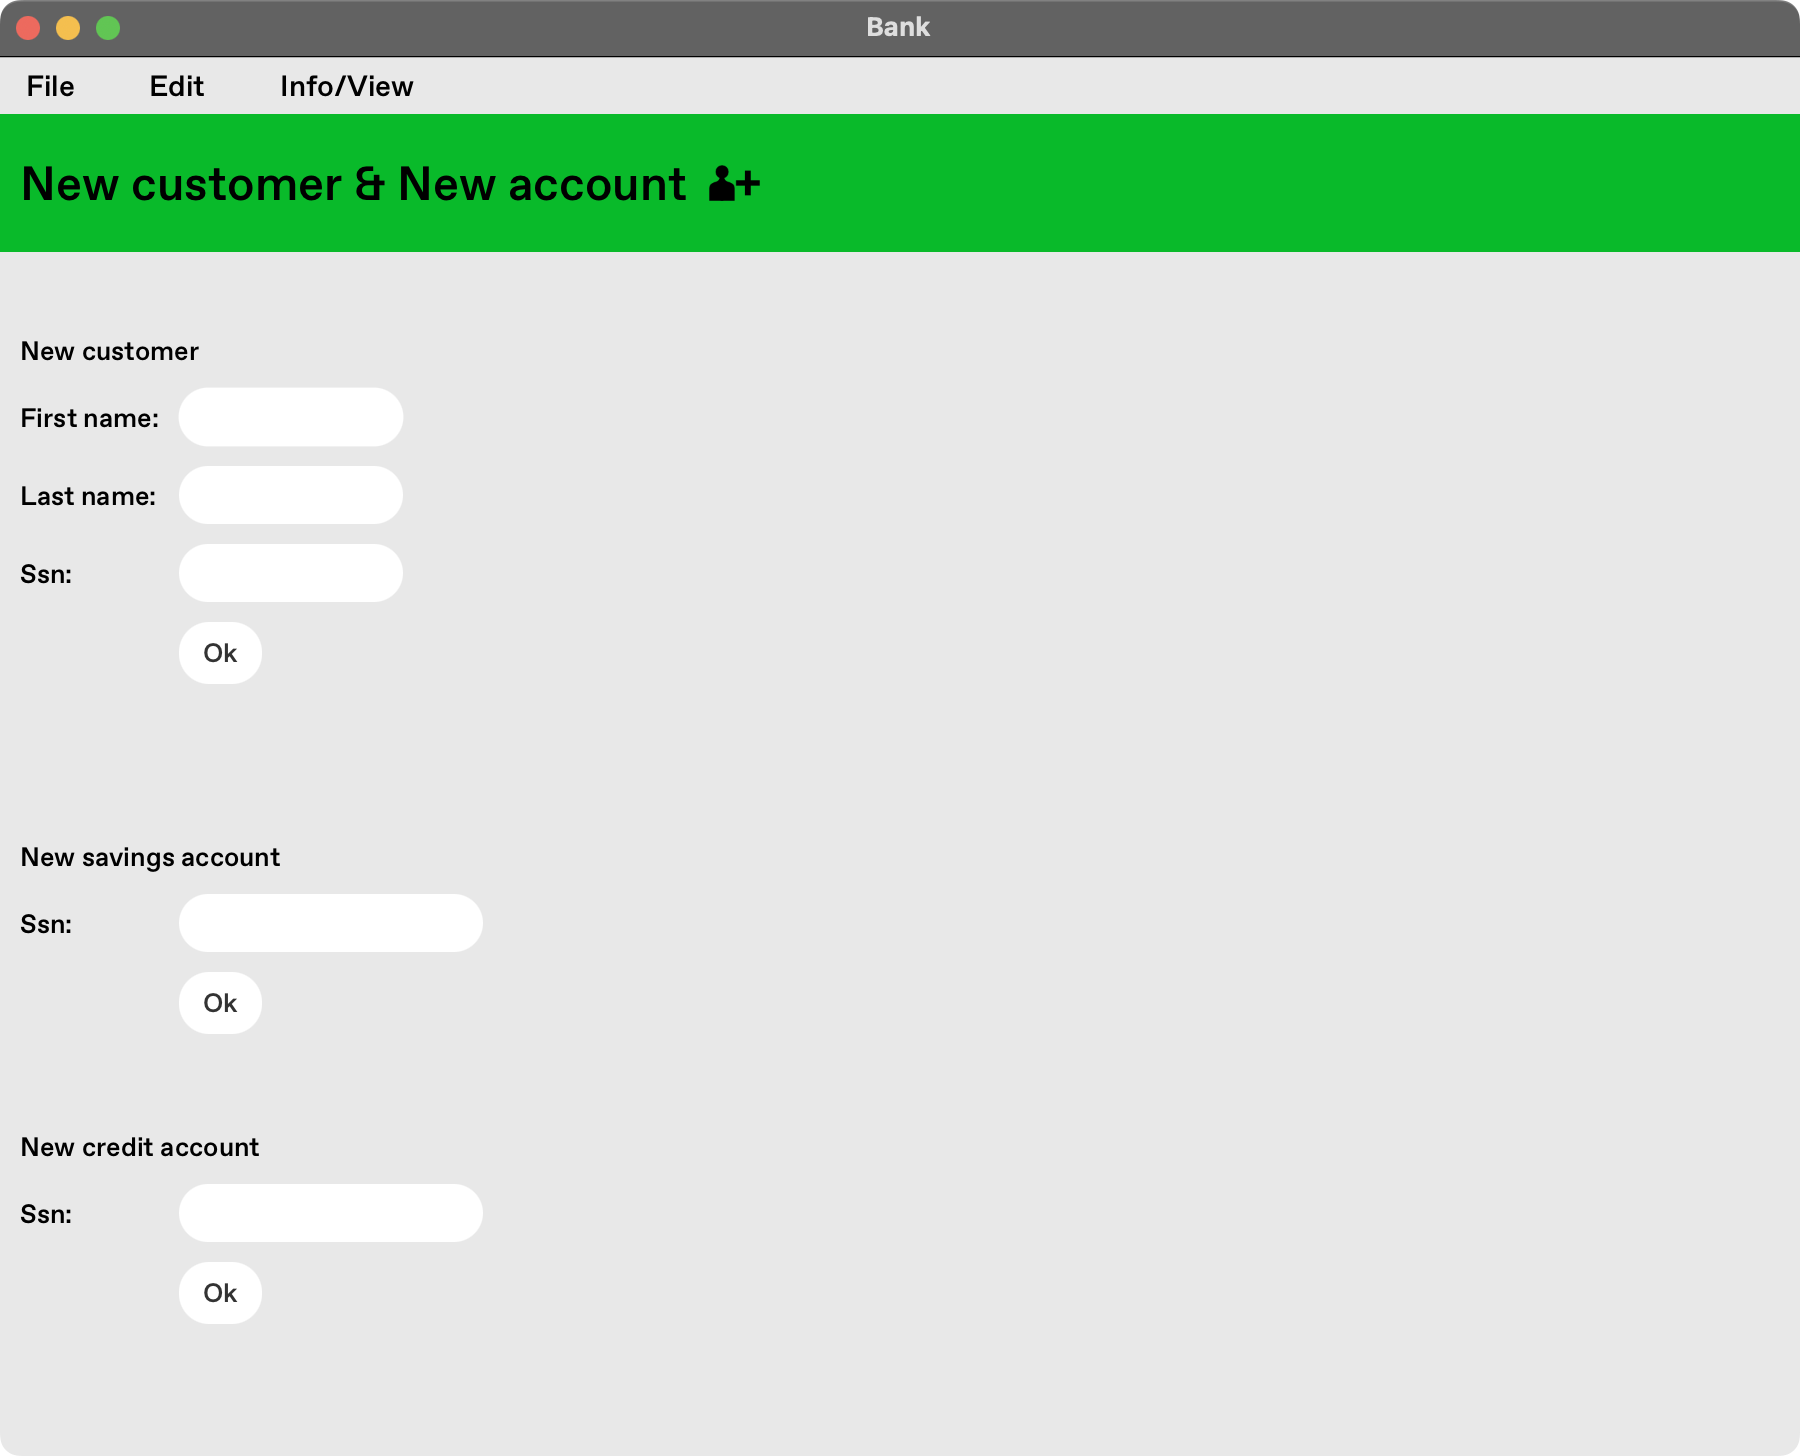 Bank
File Edit Info/View
New customer & New account
New customer
First name:
Last name:
Ssn:
Ok
New savings account
Ssn:
Ok
New credit account
Ssn:
Ok